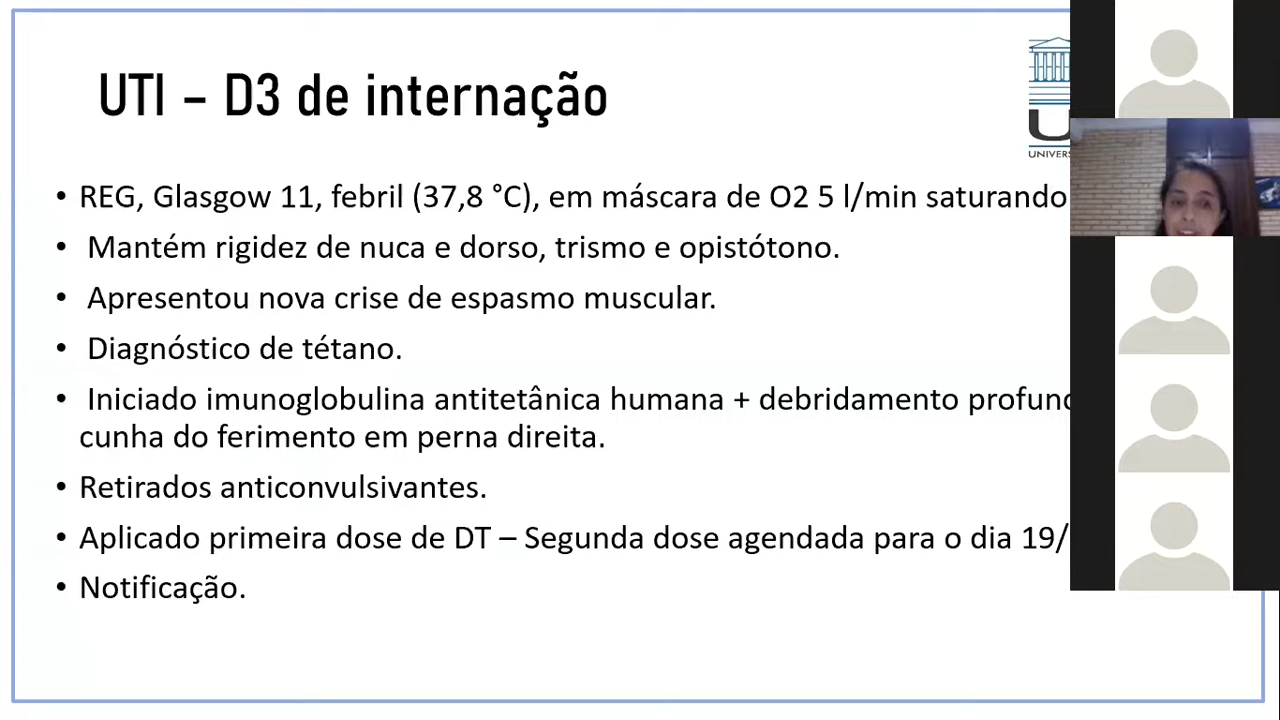 UTI – D3 de internação
UNIVERS
• REG, Glasgow 11, febril (37,8 °C), em máscara de O2 5 l/min saturando
• Mantém rigidez de nuca e dorso, trismo e opistótono.
• Apresentou nova crise de espasmo muscular.
• Diagnóstico de tétano.
• Iniciado imunoglobulina antitetânica humana + debridamento
cunha do ferimento em perna direita.
• Retirados anticonvulsivantes.
• Aplicado primeira dose de DT – Segunda dose agendada para o dia 19/
• Notificação.